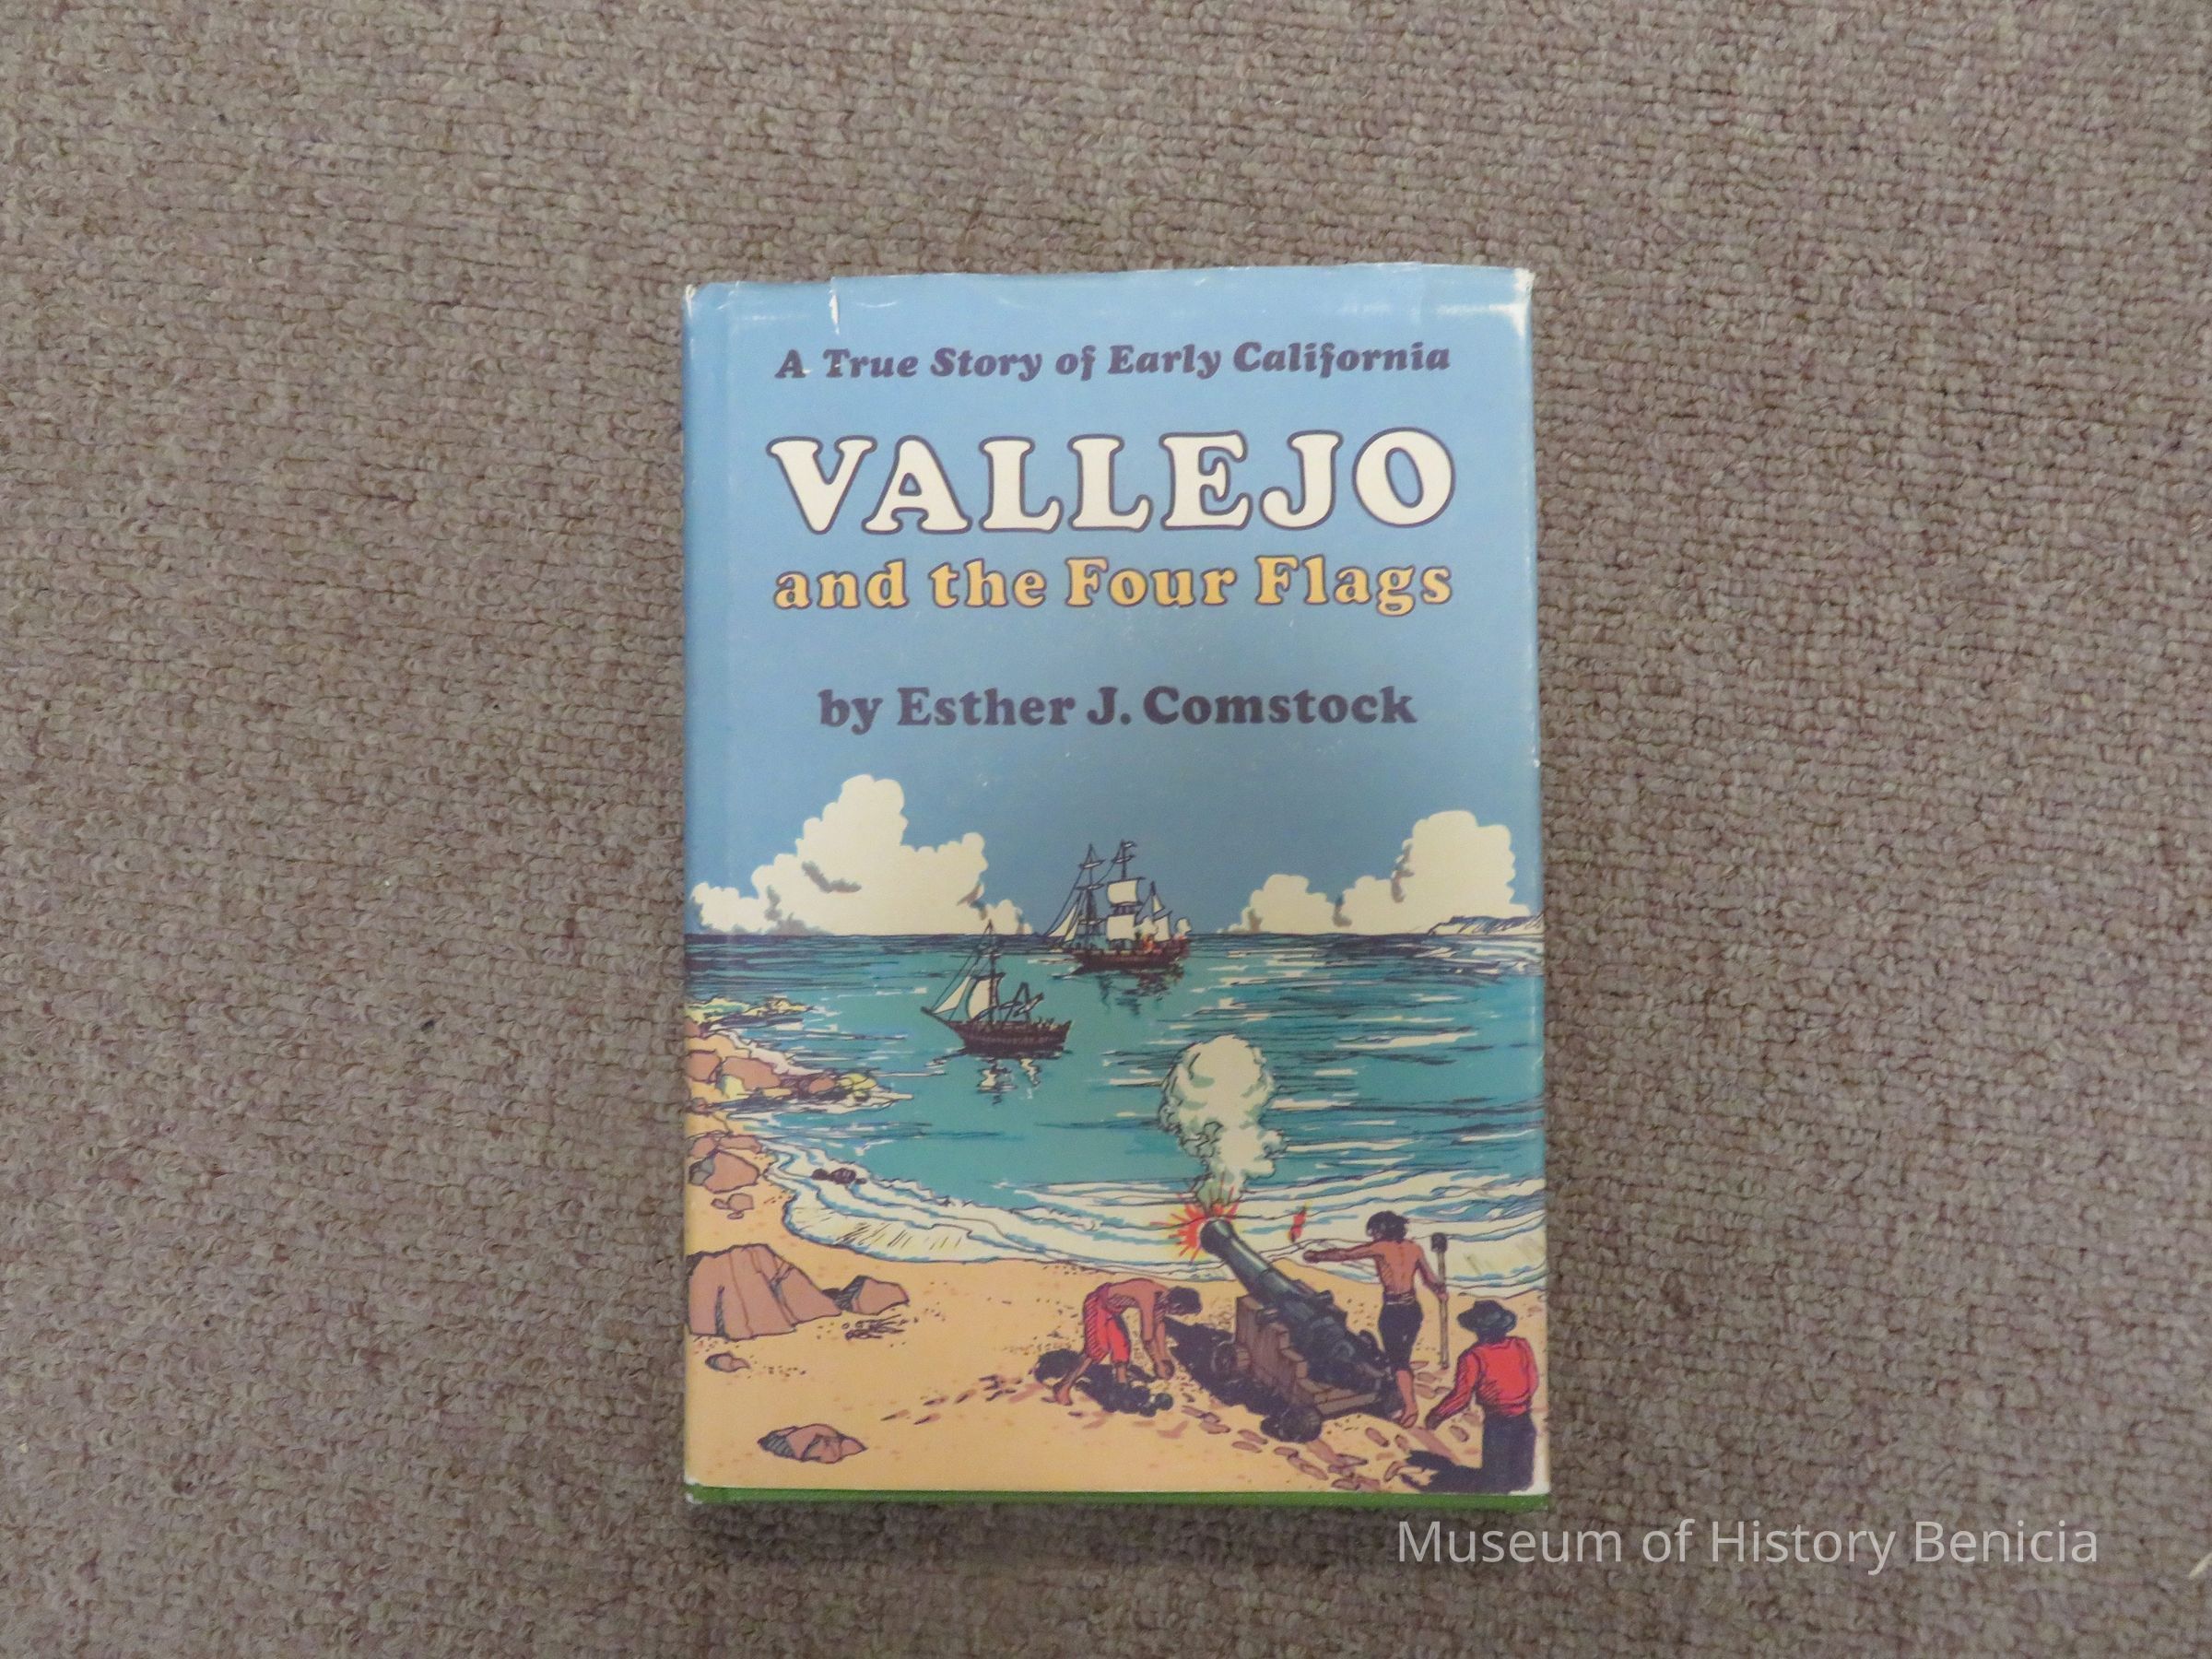 A True Story of Early California
VALLEJO
and the Four Flags
by Esther J. Comstock
Museum of History Benicia